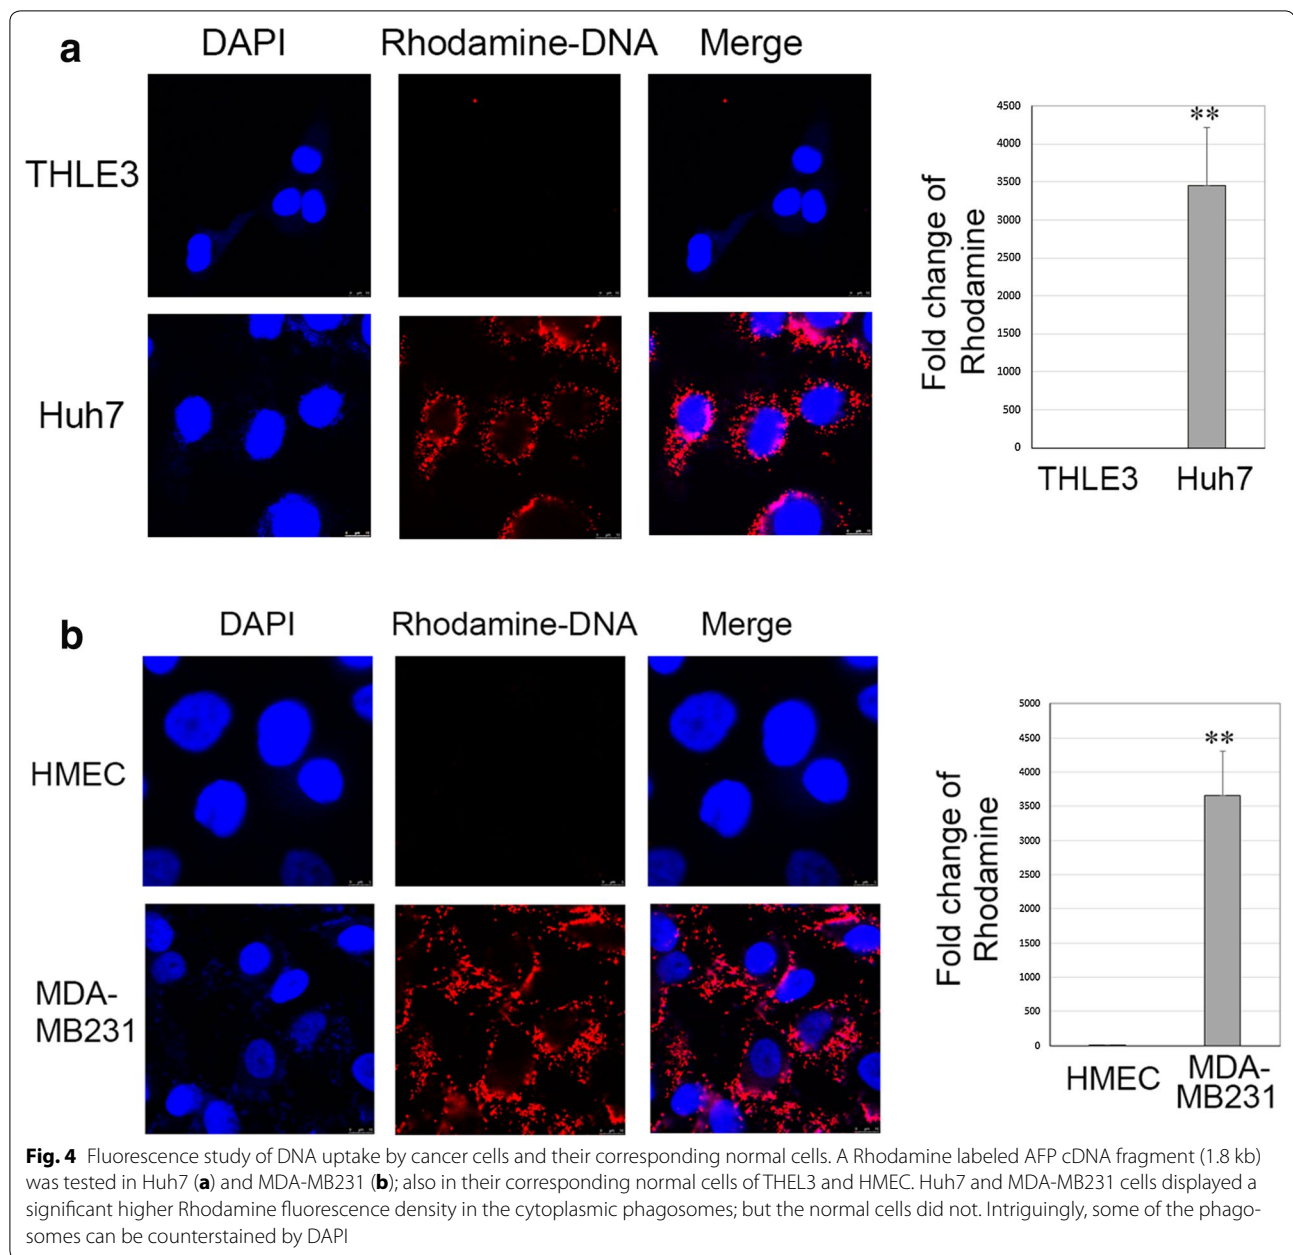 a
DAPI Rhodamine-DNA Merge
THLE3
Huh7
Fold change of
Rhodamine
4500
4000
3500
3000
2500
2000
1500
1000
500
0
**
THLE3 Huh7
b
DAPI Rhodamine-DNA Merge
HMEC
MDA-
MB231
Fold change of
Rhodamine
5000
4500
4000
3500
3000
2500
2000
1500
1000
500
0
**
HMEC MDA-
MB231
Fig. 4 Fluorescence study of DNA uptake by cancer cells and their corresponding normal cells. A Rhodamine labeled AFP cDNA fragment (1.8 kb)
was tested in Huh7 (a) and MDA-MB231 (b); also in their corresponding normal cells of THEL3 and HMEC. Huh7 and MDA-MB231 cells displayed a
significant higher Rhodamine fluorescence density in the cytoplasmic phagosomes; but the normal cells did not. Intriguingly, some of the phago-
somes can be counterstained by DAPI